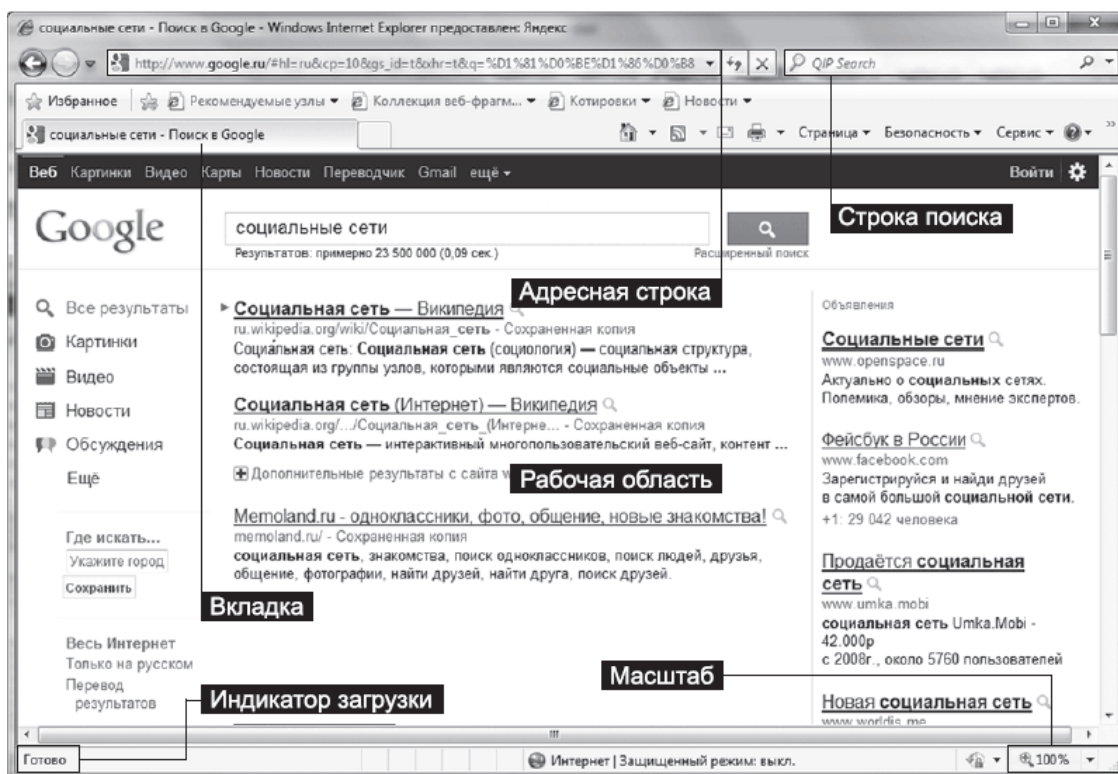 социальные сети - Поиск в Google - Windows Internet Explorer предоставлен: Яндекс
http://www.google.ru/#hl=ru&cp=10&gs_id=t&xhr=t&q=%D1%81%D0%BE%D1%86%D0%B8
QIP Search
Избранное Рекомендуемые узлы Коллекция веб-фрагм... Котировки Новости
социальные сети - Поиск в Google
Страница Безопасность Сервис
Веб Картинки Видео Карты Новости Переводчик Gmail ещё Войти
Строка поиска
Google
социальные сети
Результатов: примерно 23 500 000 (0,09 сек.) Расширенный поиск
Адресная строка
Все результаты
Картинки
Видео
Новости
Обсуждения
Ещё
Где искать...
Укажите город
Сохранить
Весь Интернет
Только на русском
Перевод
результатов
Социальная сеть — Википедия
ru.wikipedia.org/wiki/Социальная_сеть - Сохраненная копия
Социа́льная сеть: Социальная сеть (социология) — социальная структура,
состоящая из группы узлов, которыми являются социальные объекты ...
Социальная сеть (Интернет) — Википедия
ru.wikipedia.org/.../Социальная_сеть_(Интерне... - Сохраненная копия
Социальная сеть — интерактивный многопользовательский веб-сайт, контент ...
Дополнительные результаты с сайта w
Рабочая область
Memoland.ru - одноклассники, фото, общение, новые знакомства!
memoland.ru/ - Сохраненная копия
социальная сеть, знакомства, поиск одноклассников, поиск людей, друзья,
общение, фотографии, найти друзей, найти друга, поиск друзей.
Вкладка
Объявления
Социальные сети
www.openspace.ru
Актуально о социальных сетях.
Полемика, обзоры, мнение экспертов.
Фейсбук в России
www.facebook.com
Зарегистрируйся и найди друзей
в самой большой социальной сети.
+1: 29 042 человека
Продаётся социальная
сеть
www.umka.mobi
социальная сеть Umka.Mobi -
42.000р
с 2008г., около 5760 пользователей
Масштаб
Новая социальная сеть
www.worldis.me
Индикатор загрузки
Готово
Интернет | Защищенный режим: выкл.
100%